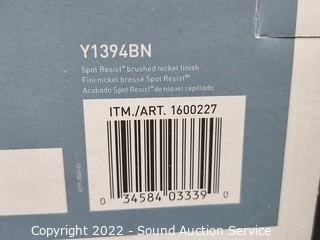 Y1394BN
Spot Resist™ brushed nickel finish
Fini nickel brossé Spot Resist™
Acabado Spot Resist™ de níquel cepillado
ITM./ART. 1600227
0 34584 03339 0
Copyright 2022 - Sound Auction Service